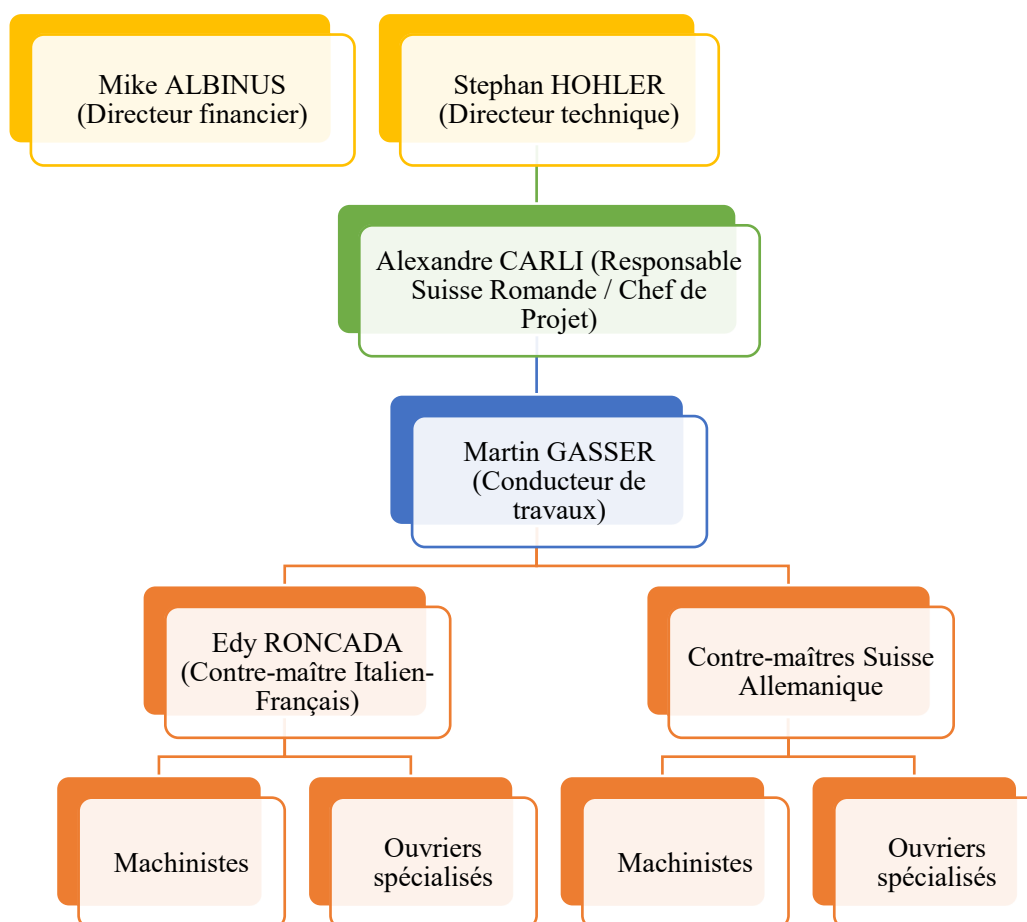 Mike ALBINUS
(Directeur financier)
Stephan HOHLER
(Directeur technique)
Alexandre CARLI (Responsable
Suisse Romande / Chef de
Projet)
Martin GASSER
(Conducteur de
travaux)
Edy RONCADA
(Contre-maître Italien-
Français)
Contre-maîtres Suisse
Allemanique
Machinistes
Ouvriers
spécialisés
Machinistes
Ouvriers
spécialisés